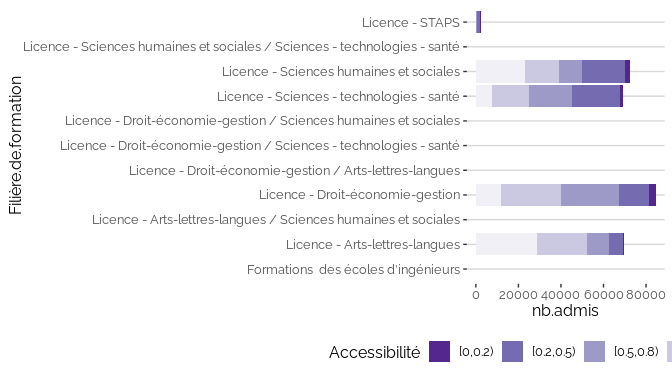 Filière.de.formation
Licence - STAPS
Licence - Sciences humaines et sociales / Sciences - technologies - santé
Licence - Sciences humaines et sociales
Licence - Sciences - technologies - santé
Licence - Droit-économie-gestion / Sciences humaines et sociales
Licence - Droit-économie-gestion / Sciences - technologies - santé
Licence - Droit-économie-gestion / Arts-lettres-langues
Licence - Droit-économie-gestion
Licence - Arts-lettres-langues / Sciences humaines et sociales
Licence - Arts-lettres-langues
Formations des écoles d'ingénieurs
0 20000 40000 60000 80000
nb.admis
Accessibilité [0,0.2) [0.2,0.5) [0.5,0.8)